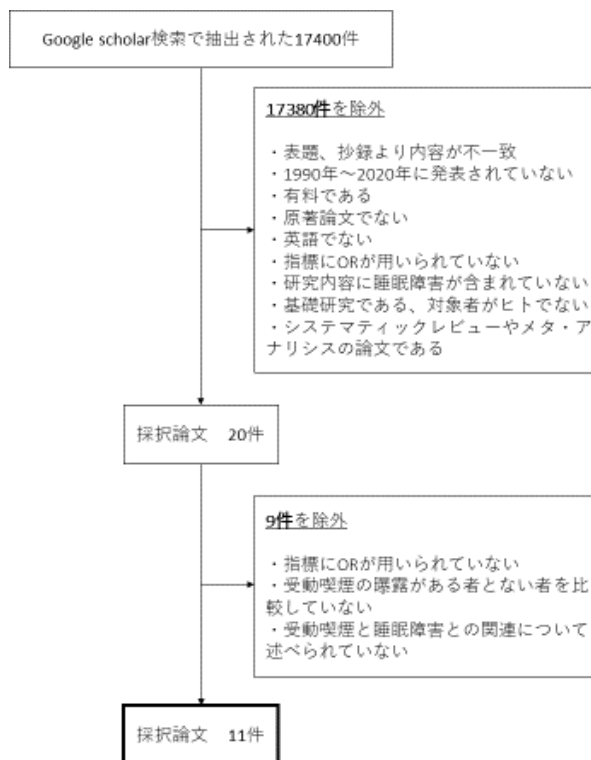 Google scholar検索で抽出された17400件
17380件を除外
・表題、抄録より内容が不一致
・1990年～2020年に発表されていない
・有料である
・原著論文でない
・英語でない
・指標にORが用いられていない
・研究内容に睡眠障害が含まれていない
・基礎研究である、対象者がヒトでない
・システマティックレビューやメタ・ア
ナリシスの論文である
採択論文　20件
9件を除外
・指標にORが用いられていない
・受動喫煙の曝露がある者とない者を比
較していない
・受動喫煙と睡眠障害との関連について
述べられていない
採択論文　11件